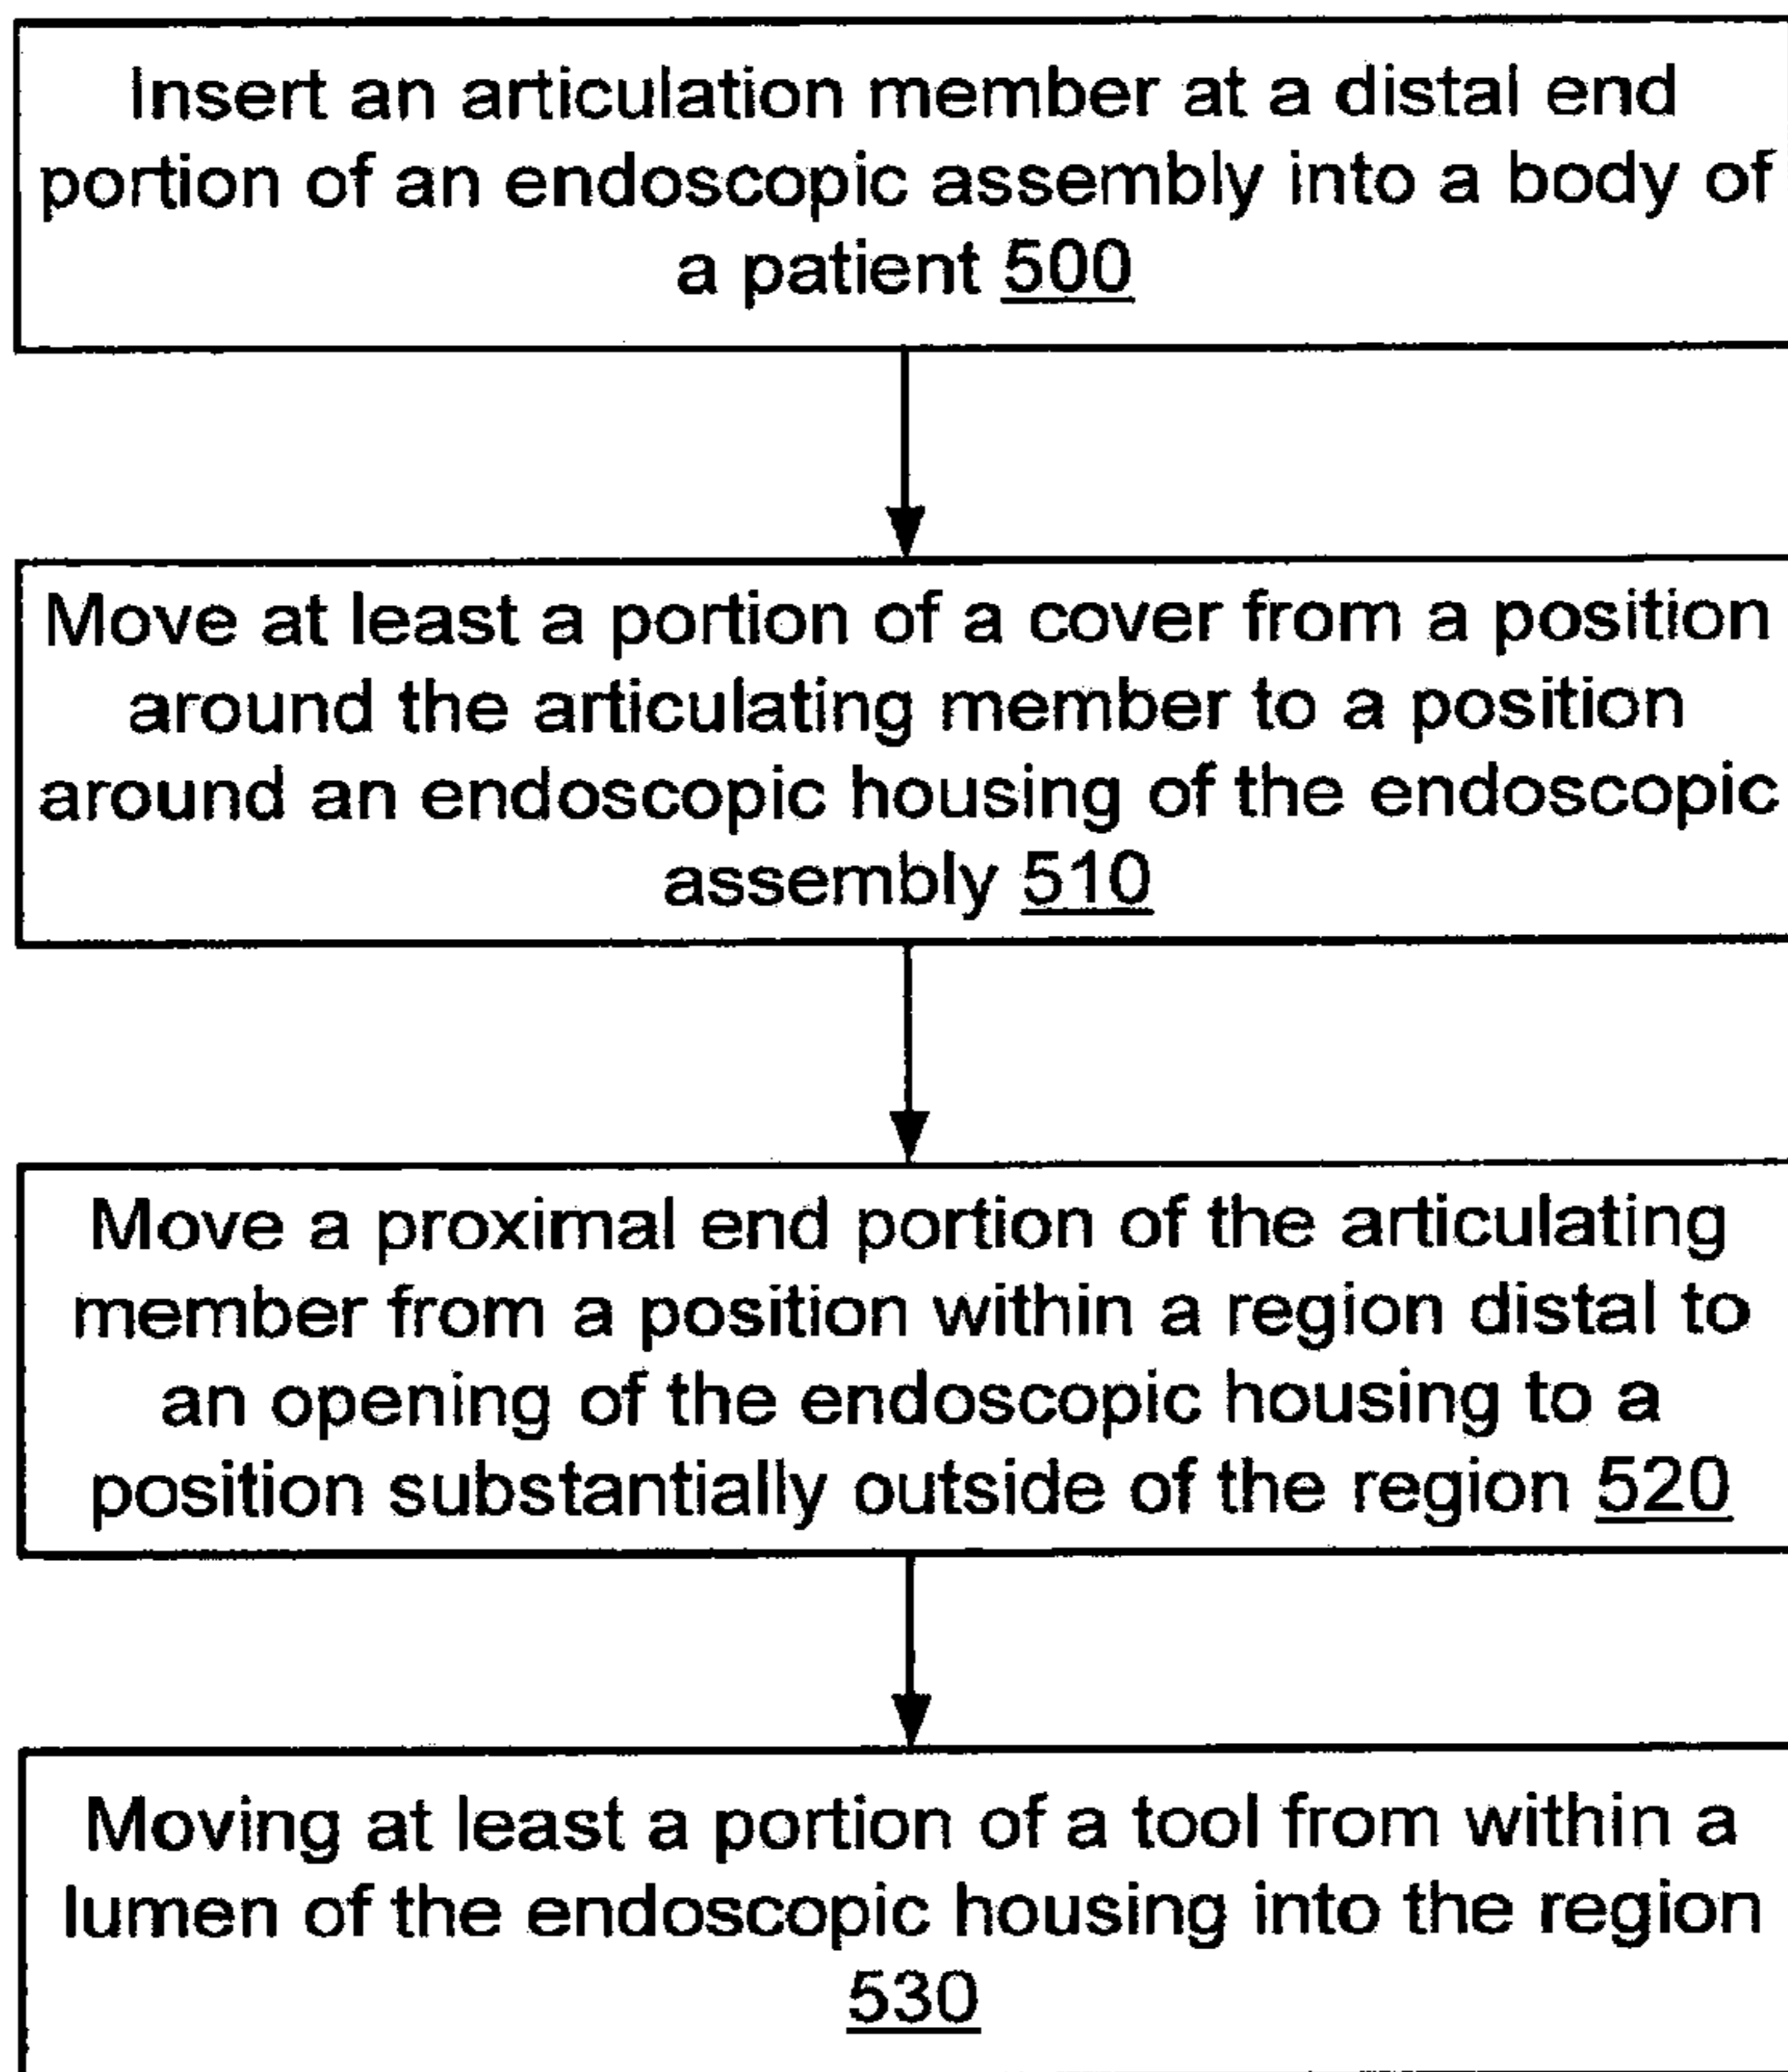 Insert an articulation member at a distal end
portion of an endoscopic assembly into a body of
a patient 500
Move at least a portion of a cover from a position
around the articulating member to a position
around an endoscopic housing of the endoscopic
assembly 510
Move a proximal end portion of the articulating
member from a position within a region distal to
an opening of the endoscopic housing to a
position substantially outside of the region 520
Moving at least a portion of a tool from within a
lumen of the endoscopic housing into the region
530